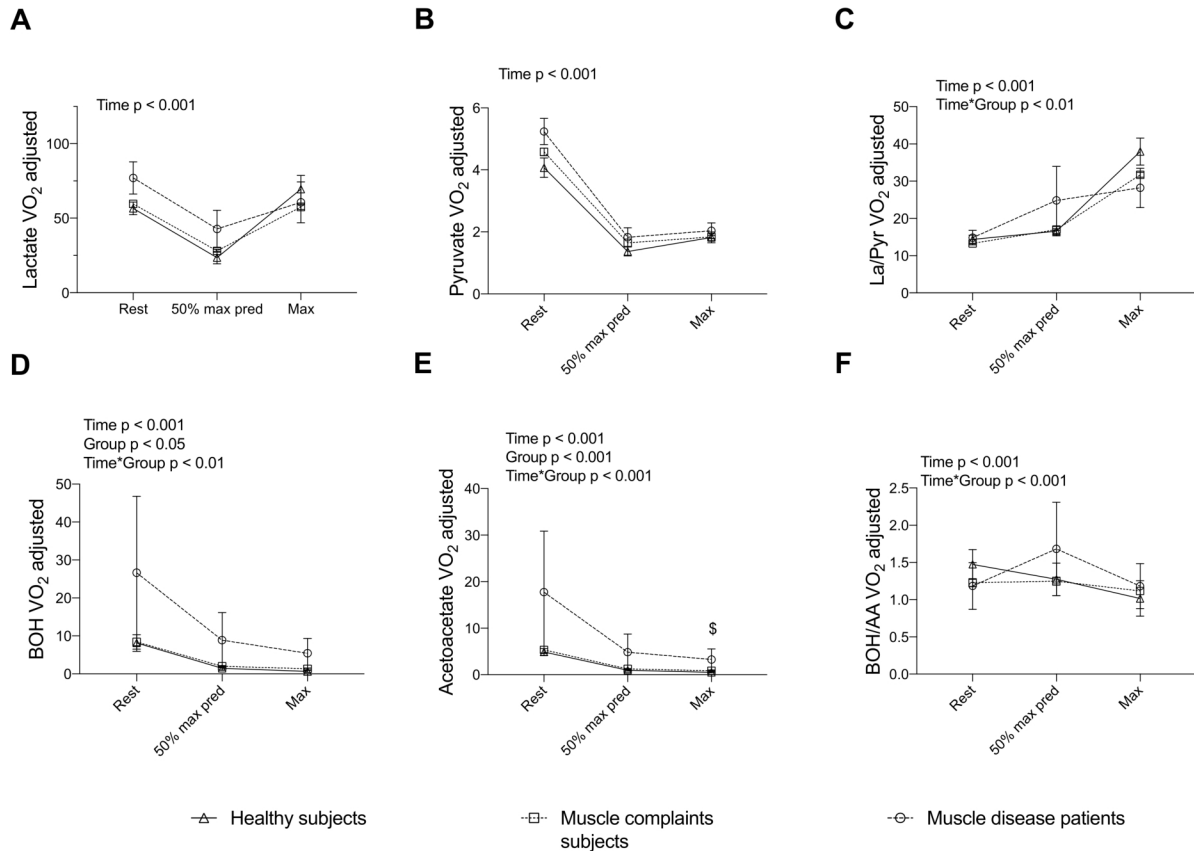 A
Time p < 0.001
Lactate VO2 adjusted
100
50
0
Rest
50% max pred
Max
B
Time p < 0.001
Pyruvate VO2 adjusted
6
4
2
0
Rest
50% max pred
Max
C
Time p < 0.001
Time*Group p < 0.01
La/Pyr VO2 adjusted
50
40
30
20
10
0
Rest
50% max pred
Max
D
Time p < 0.001
Group p < 0.05
Time*Group p < 0.01
BOH VO2 adjusted
50
40
30
20
10
0
Rest
50% max pred
Max
E
Time p < 0.001
Group p < 0.001
Time*Group p < 0.001
Acetoacetate VO2 adjusted
40
30
20
10
0
$
Rest
50% max pred
Max
F
Time p < 0.001
Time*Group p < 0.001
BOH/AA VO2 adjusted
2.5
2.0
1.5
1.0
0.5
0.0
Rest
50% max pred
Max
Healthy subjects
Muscle complaints
subjects
Muscle disease patients